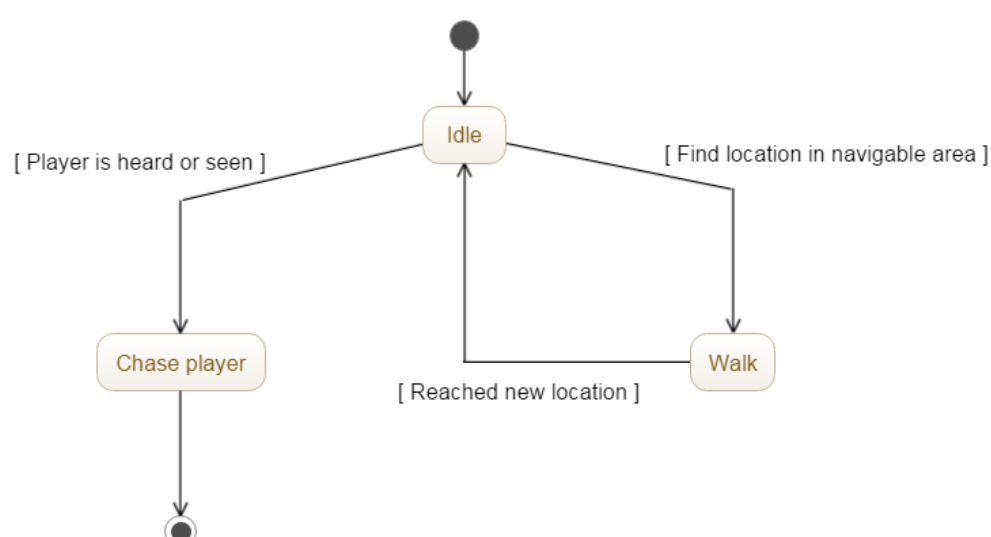 Idle
[ Player is heard or seen ]
[ Find location in navigable area ]
Chase player
Walk
[ Reached new location ]